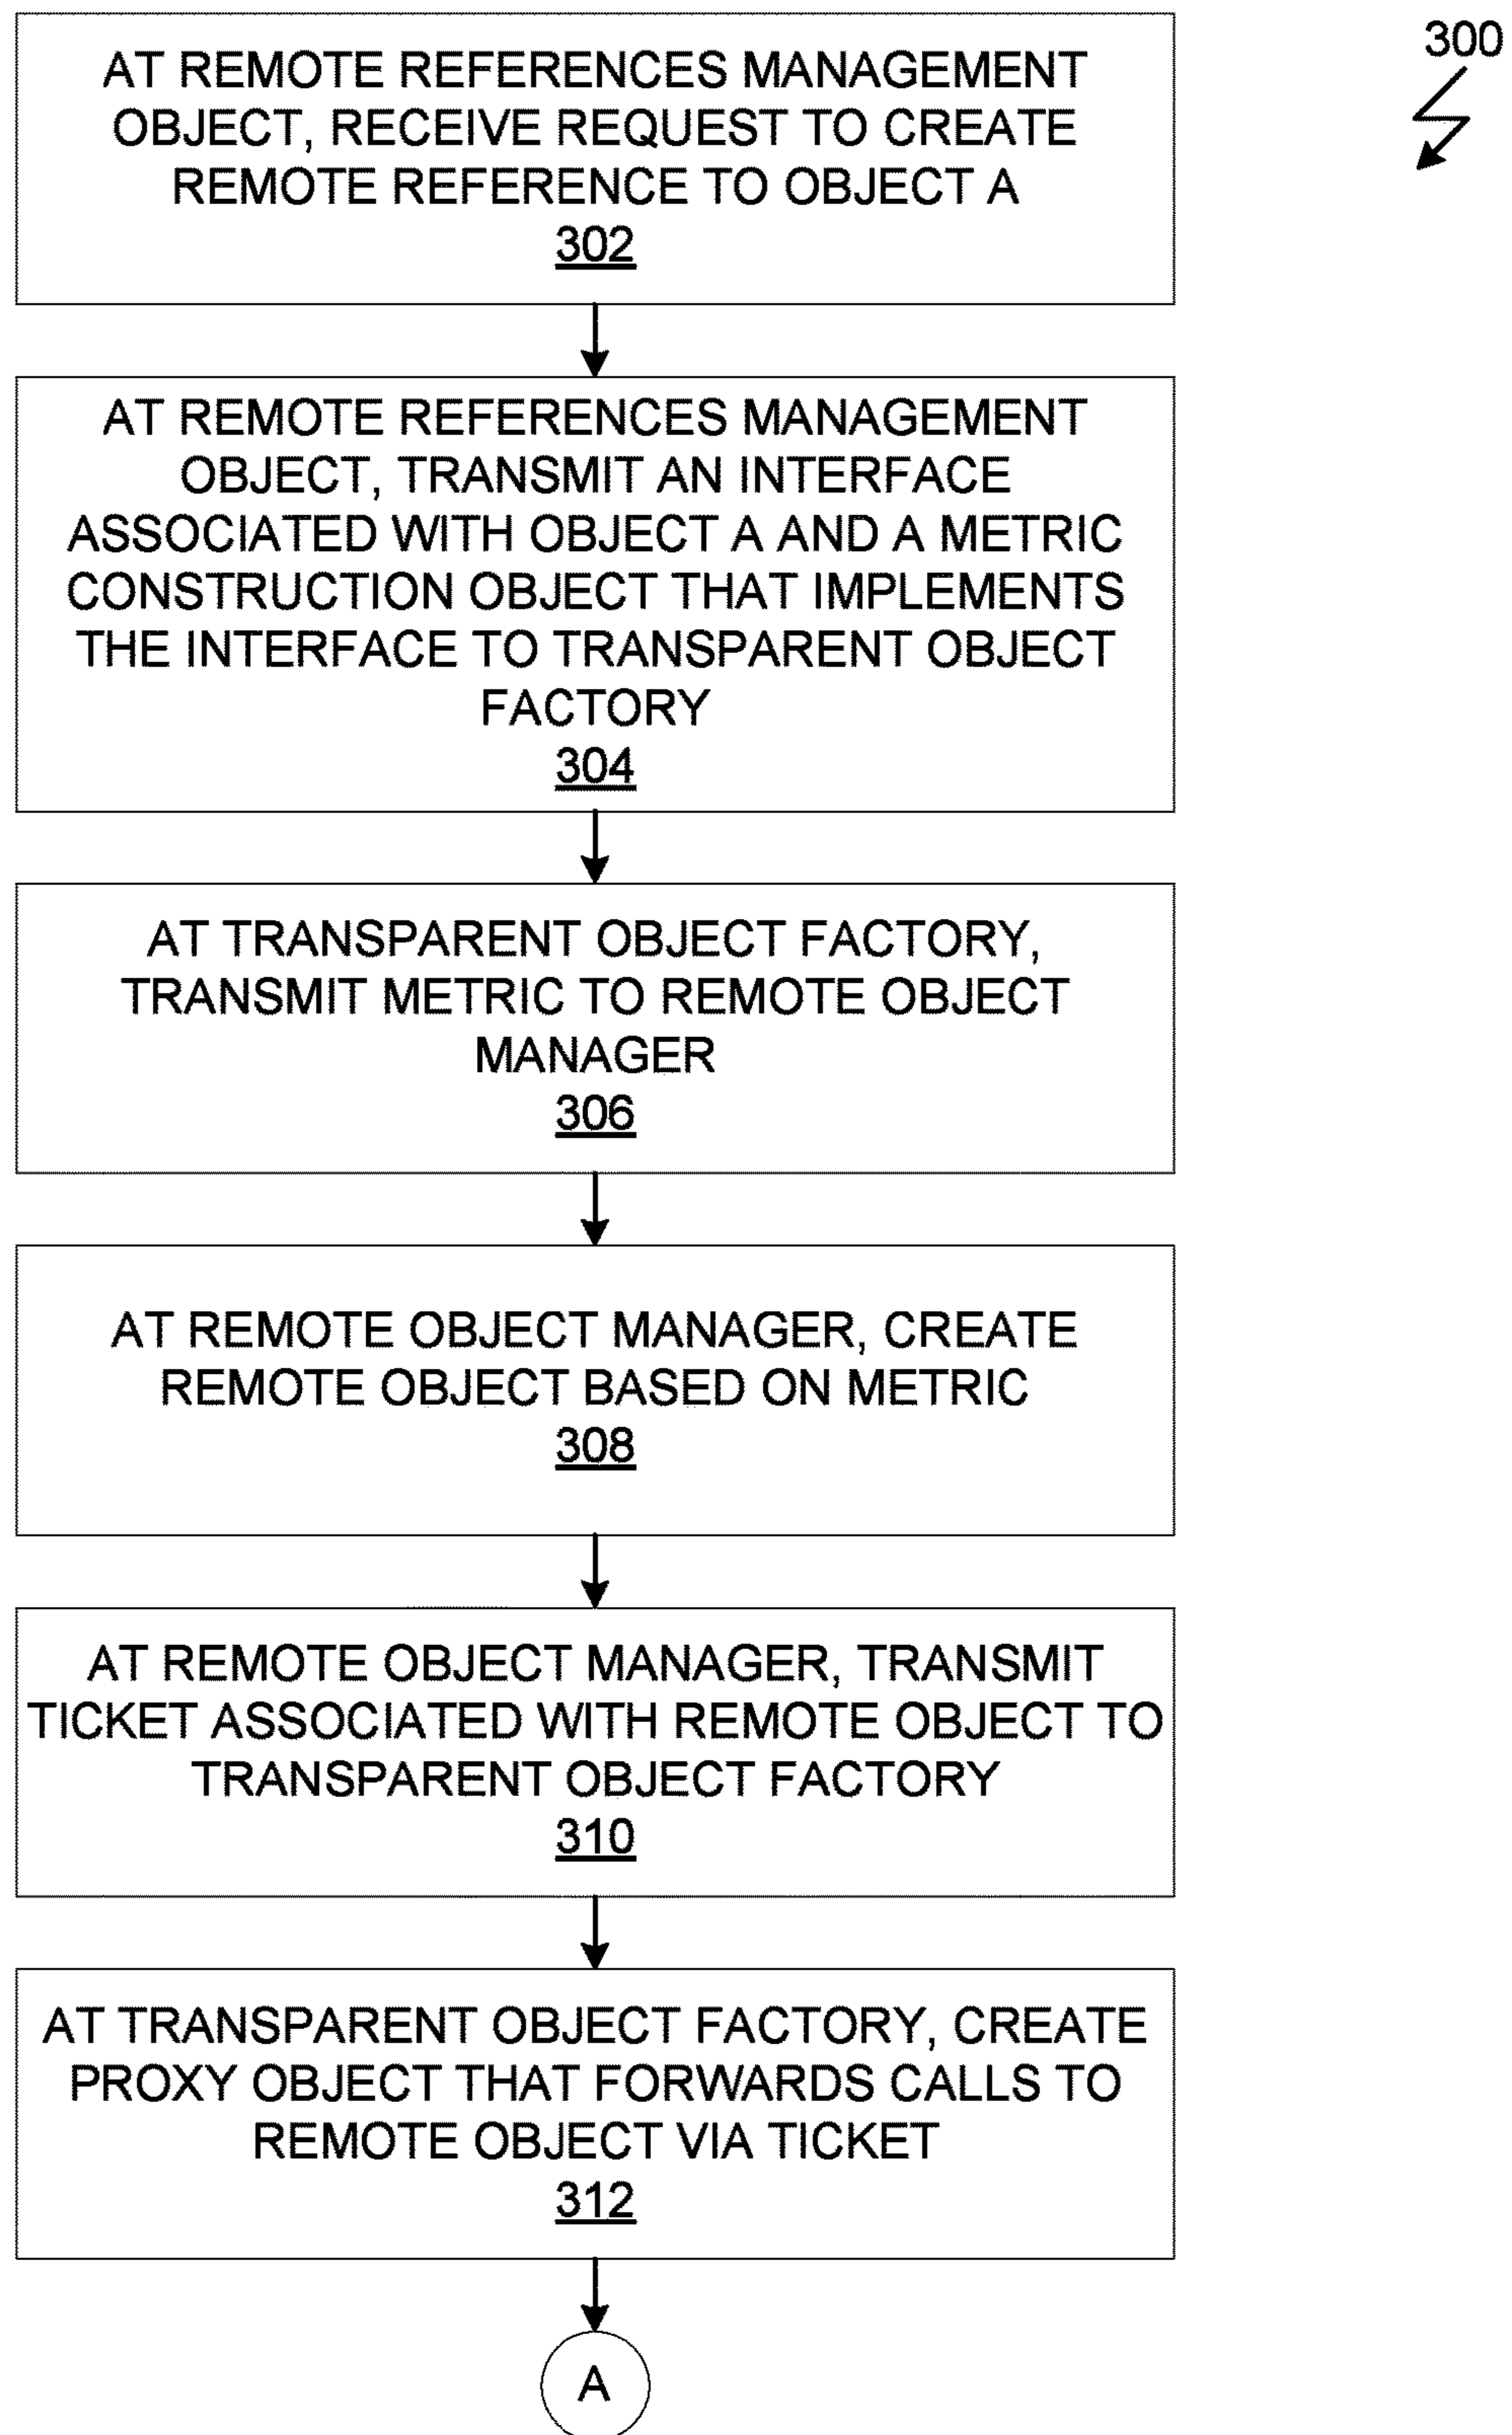 300
AT REMOTE REFERENCES MANAGEMENT
OBJECT, RECEIVE REQUEST TO CREATE
REMOTE REFERENCE TO OBJECT A
302
AT REMOTE REFERENCES MANAGEMENT
OBJECT, TRANSMIT AN INTERFACE
ASSOCIATED WITH OBJECT A AND A METRIC
CONSTRUCTION OBJECT THAT IMPLEMENTS
THE INTERFACE TO TRANSPARENT OBJECT
FACTORY
304
AT TRANSPARENT OBJECT FACTORY,
TRANSMIT METRIC TO REMOTE OBJECT
MANAGER
306
AT REMOTE OBJECT MANAGER, CREATE
REMOTE OBJECT BASED ON METRIC
308
AT REMOTE OBJECT MANAGER, TRANSMIT
TICKET ASSOCIATED WITH REMOTE OBJECT TO
TRANSPARENT OBJECT FACTORY
310
AT TRANSPARENT OBJECT FACTORY, CREATE
PROXY OBJECT THAT FORWARDS CALLS TO
REMOTE OBJECT VIA TICKET
312
A